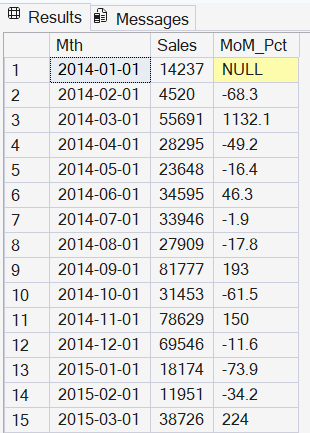 Results Messages
Mth Sales MoM_Pct
1 2014-01-01 14237 NULL
2 2014-02-01 4520 -68.3
3 2014-03-01 55691 1132.1
4 2014-04-01 28295 -49.2
5 2014-05-01 23648 -16.4
6 2014-06-01 34595 46.3
7 2014-07-01 33946 -1.9
8 2014-08-01 27909 -17.8
9 2014-09-01 81777 193
10 2014-10-01 31453 -61.5
11 2014-11-01 78629 150
12 2014-12-01 69546 -11.6
13 2015-01-01 18174 -73.9
14 2015-02-01 11951 -34.2
15 2015-03-01 38726 224